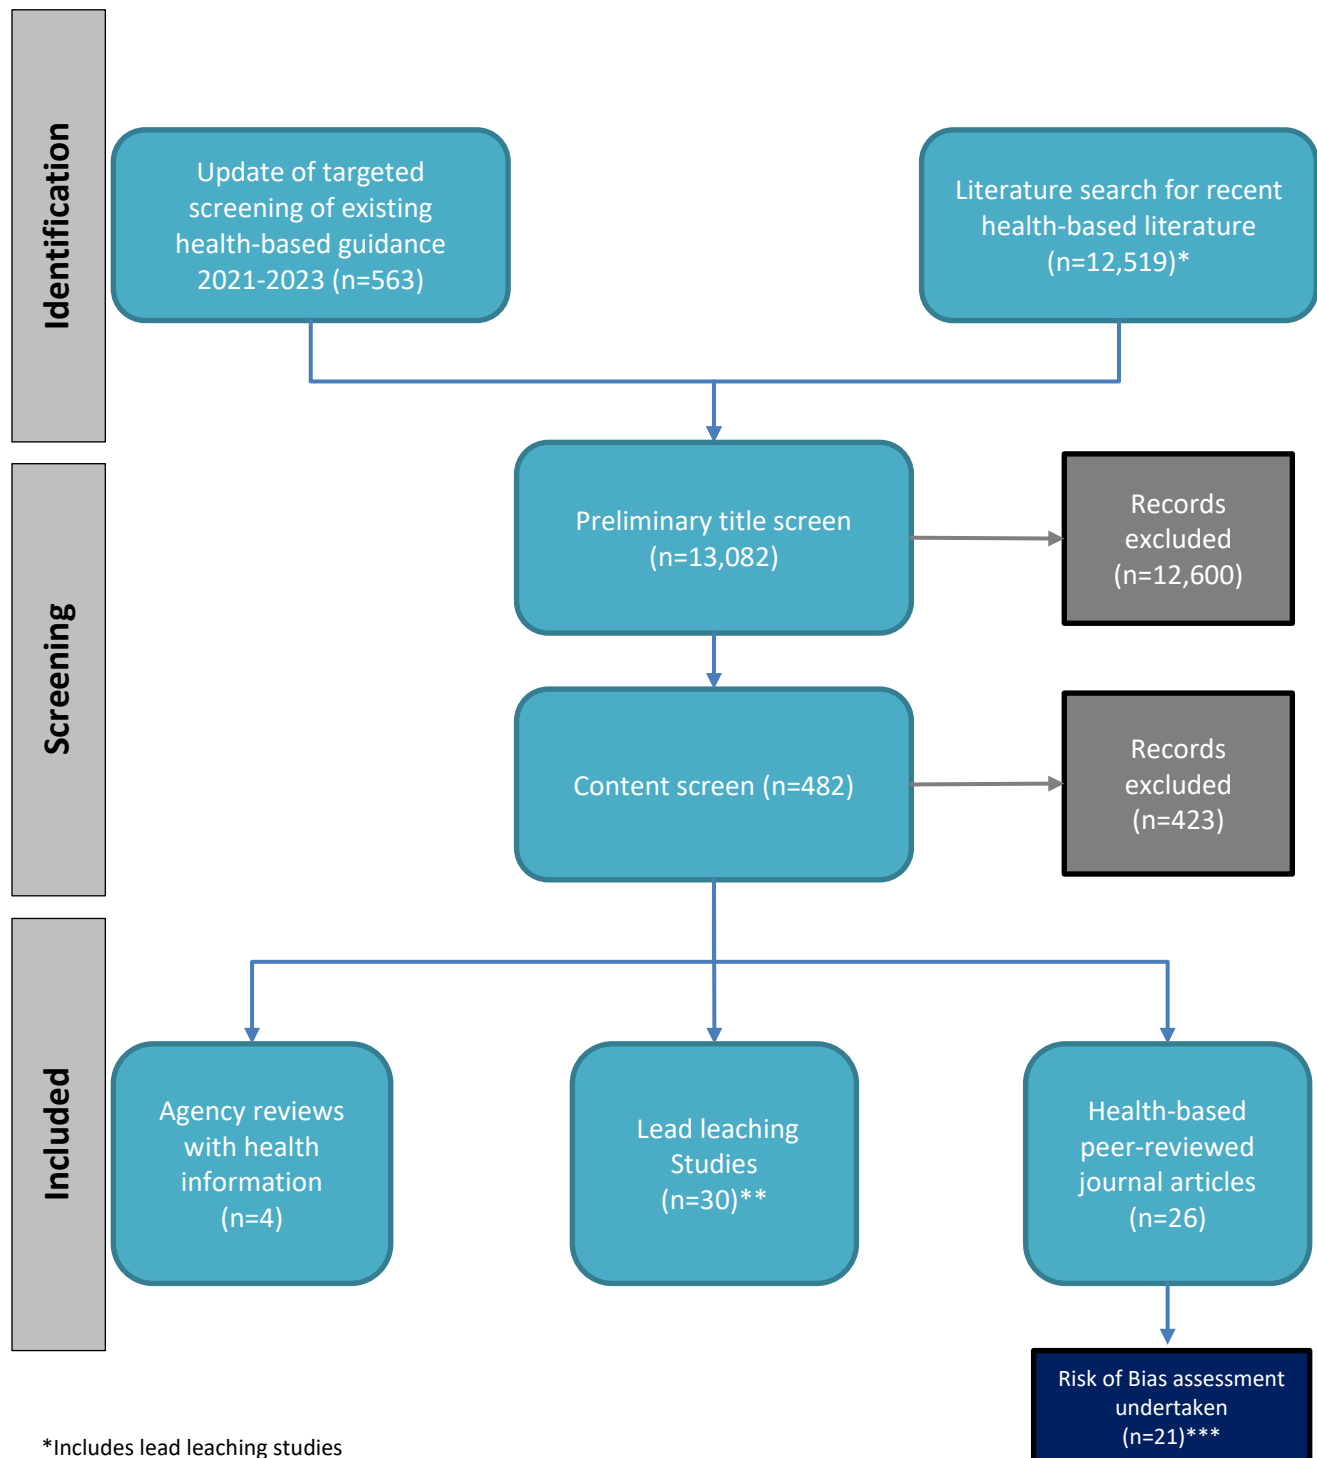 Identification
Update of targeted
screening of existing
health-based guidance
2021-2023 (n=563)
Literature search for recent
health-based literature
(n=12,519)*
Screening
Preliminary title screen
(n=13,082)
Records
excluded
(n=12,600)
Content screen (n=482)
Records
excluded
(n=423)
Included
Agency reviews
with health
information
(n=4)
Lead leaching
Studies
(n=30)**
Health-based
peer-reviewed
journal articles
(n=26)
Risk of Bias assessment
undertaken
(n=21)***
*Includes lead leaching studies